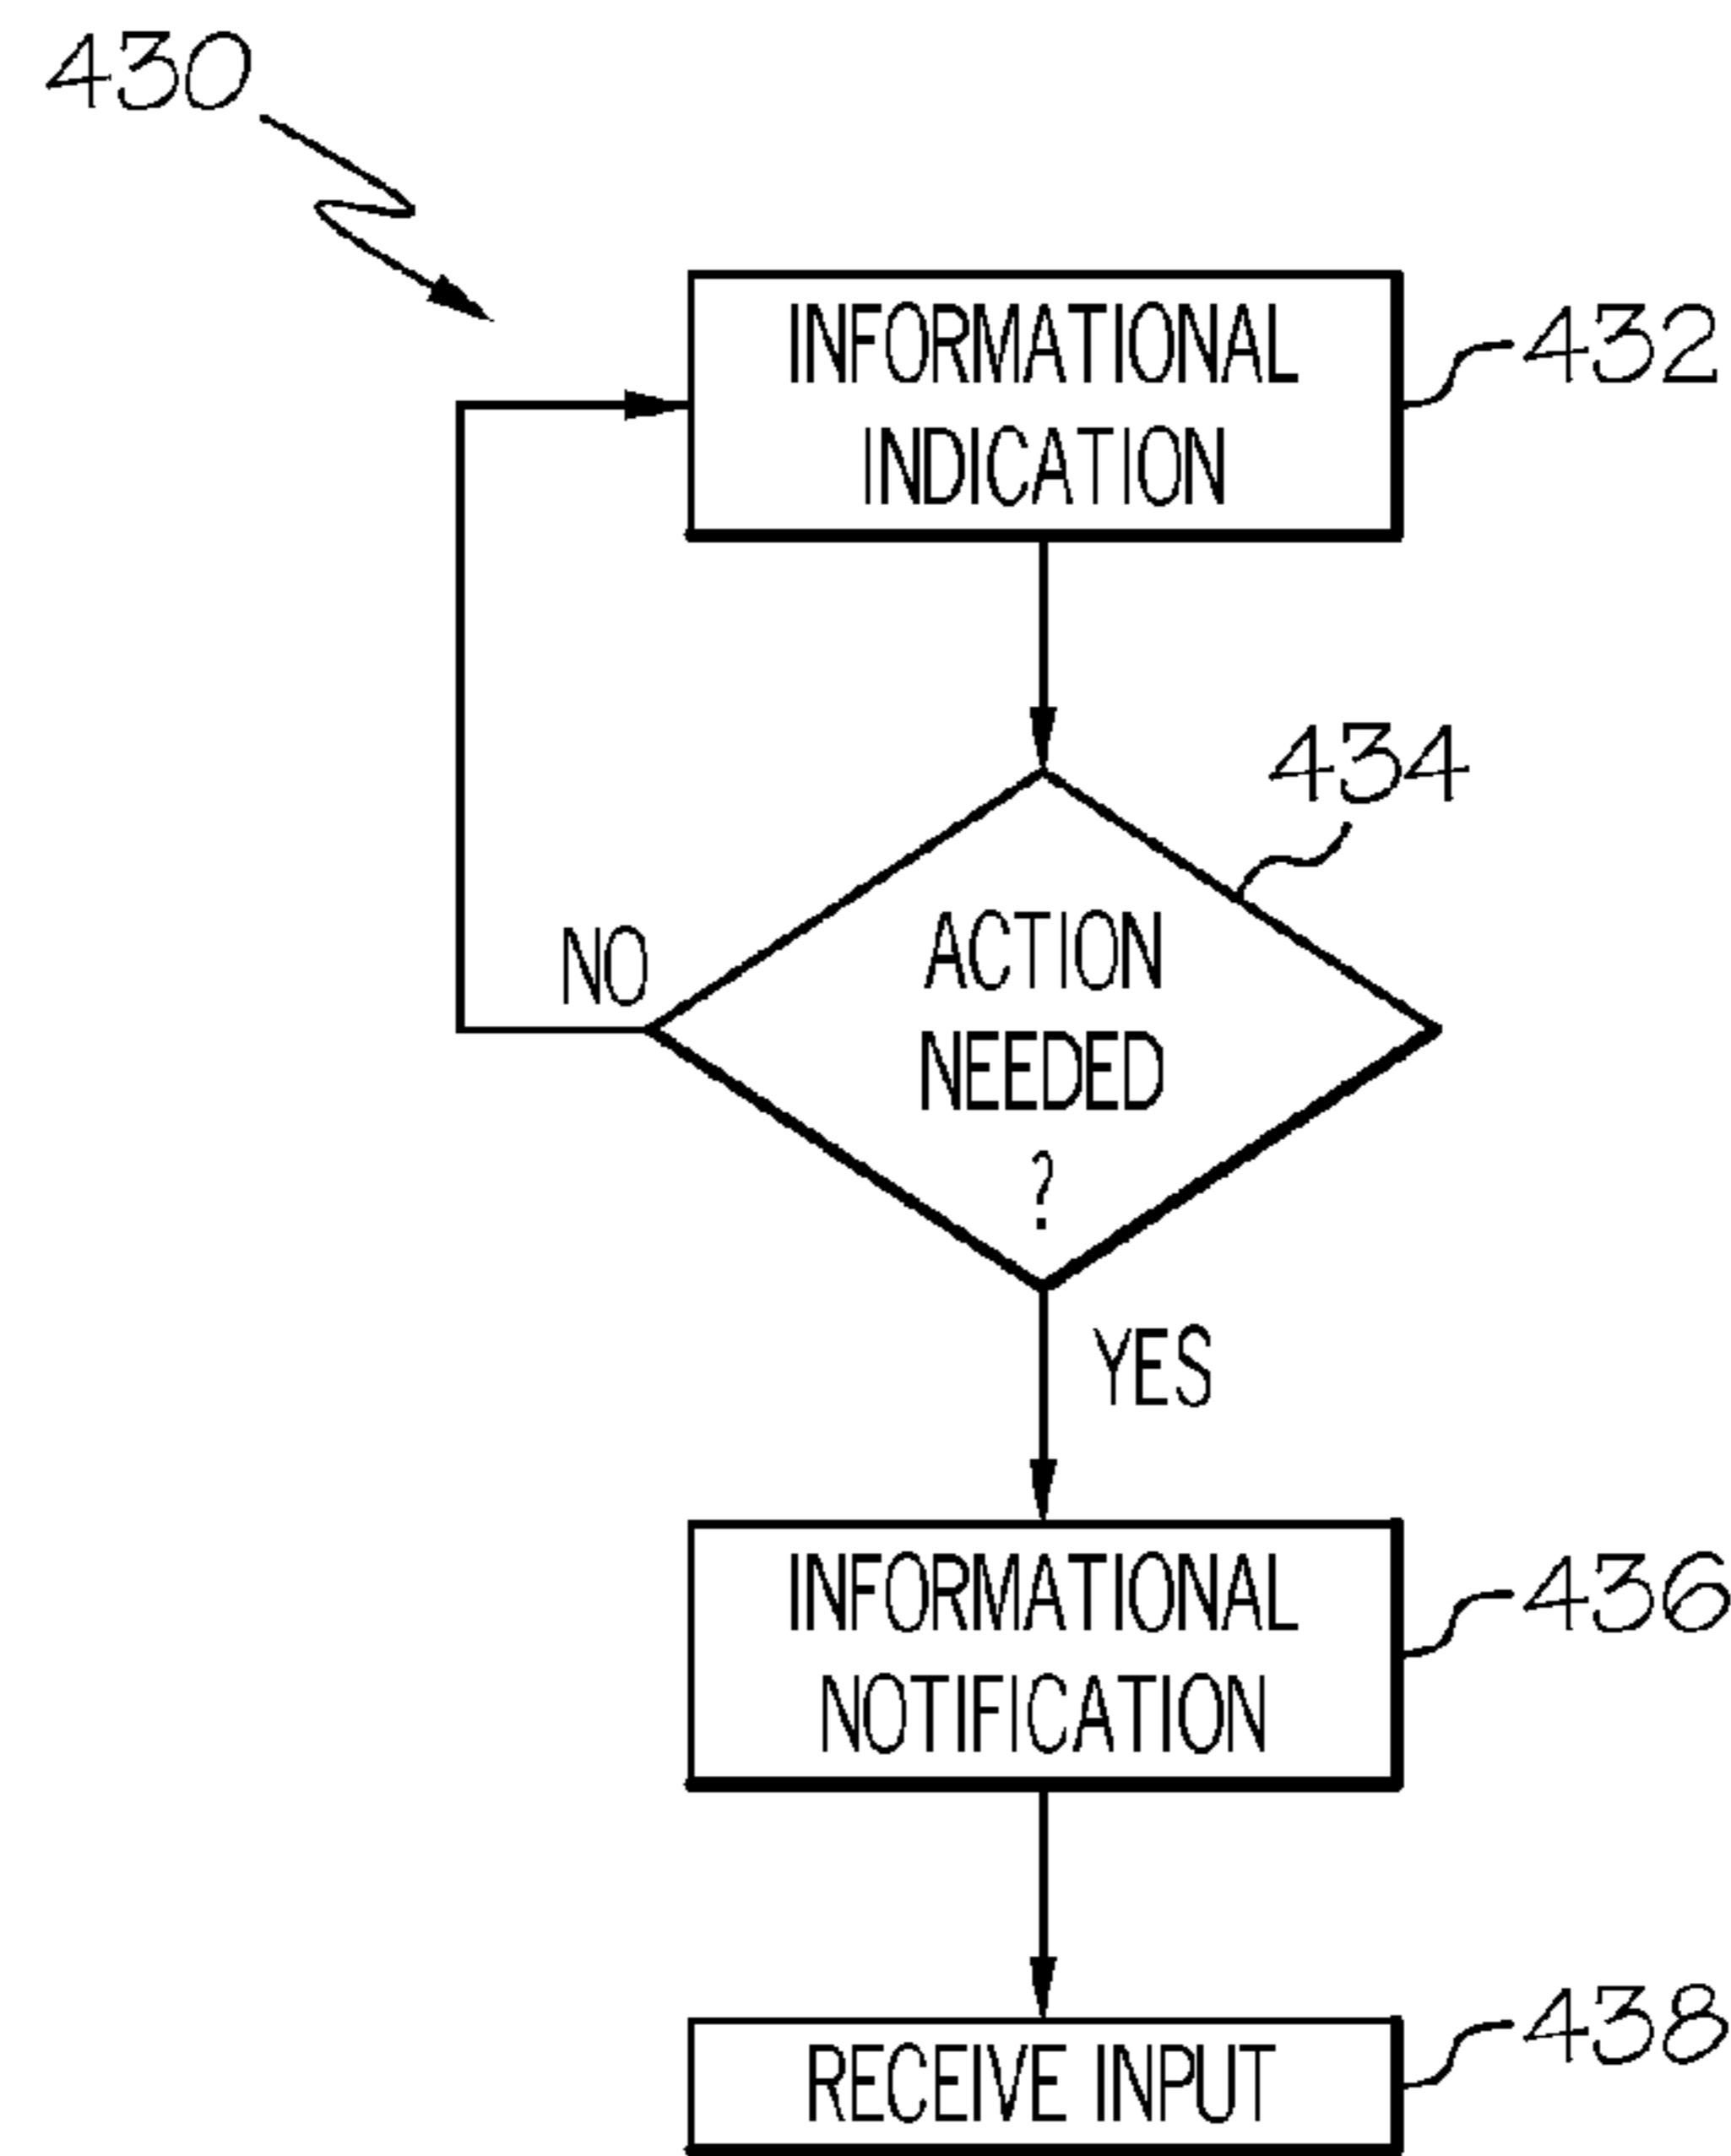 430
INFORMATIONAL
INDICATION
432
434
NO
ACTION
NEEDED
?
YES
INFORMATIONAL
NOTIFICATION
436
RECEIVE INPUT
438